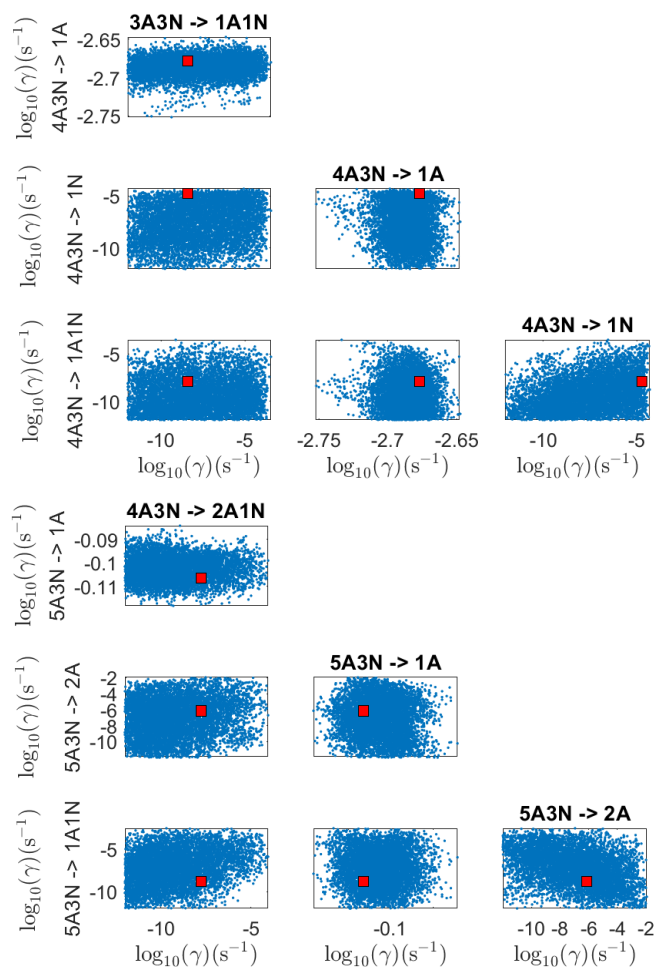 3A3N -> 1A1N
log₁₀(γ)(s⁻¹)
4A3N -> 1A
-2.65
-2.7
-2.75
4A3N -> 1A
log₁₀(γ)(s⁻¹)
4A3N -> 1N
-5
-10
4A3N -> 1N
log₁₀(γ)(s⁻¹)
4A3N -> 1A1N
-5
-10
-10 -5
-2.75 -2.7 -2.65
-10 -5
log₁₀(γ)(s⁻¹)
log₁₀(γ)(s⁻¹)
log₁₀(γ)(s⁻¹)
4A3N -> 2A1N
log₁₀(γ)(s⁻¹)
5A3N -> 1A
-0.09
-0.1
-0.11
5A3N -> 1A
log₁₀(γ)(s⁻¹)
5A3N -> 2A
-2
-4
-6
-8
-10
5A3N -> 2A
log₁₀(γ)(s⁻¹)
5A3N -> 1A1N
-5
-10
-10 -5
-0.1
-10 -8 -6 -4 -2
log₁₀(γ)(s⁻¹)
log₁₀(γ)(s⁻¹)
log₁₀(γ)(s⁻¹)